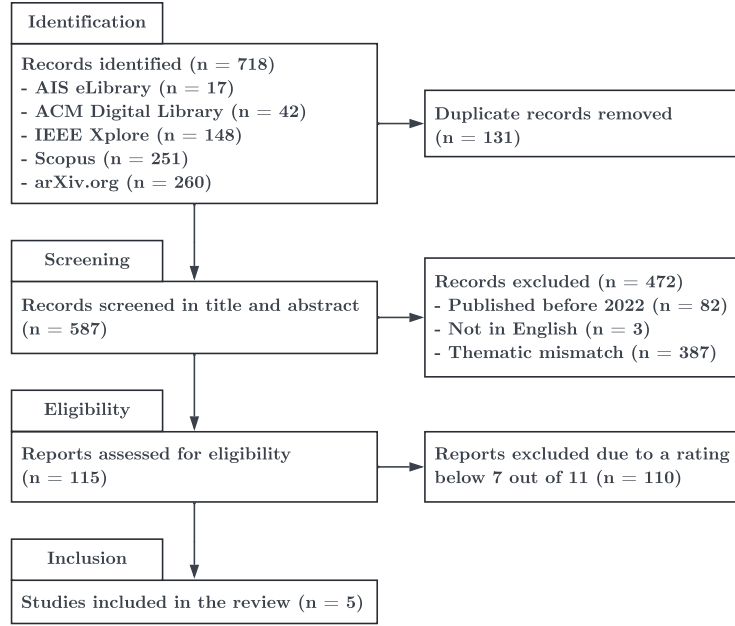 Identification
Records identified (n = 718)
- AIS eLibrary (n = 17)
- ACM Digital Library (n = 42)
- IEEE Xplore (n = 148)
- Scopus (n = 251)
- arXiv.org (n = 260)
Duplicate records removed
(n = 131)
Screening
Records screened in title and abstract
(n = 587)
Records excluded (n = 472)
- Published before 2022 (n = 82)
- Not in English (n = 3)
- Thematic mismatch (n = 387)
Eligibility
Reports assessed for eligibility
(n = 115)
Reports excluded due to a rating
below 7 out of 11 (n = 110)
Inclusion
Studies included in the review (n = 5)